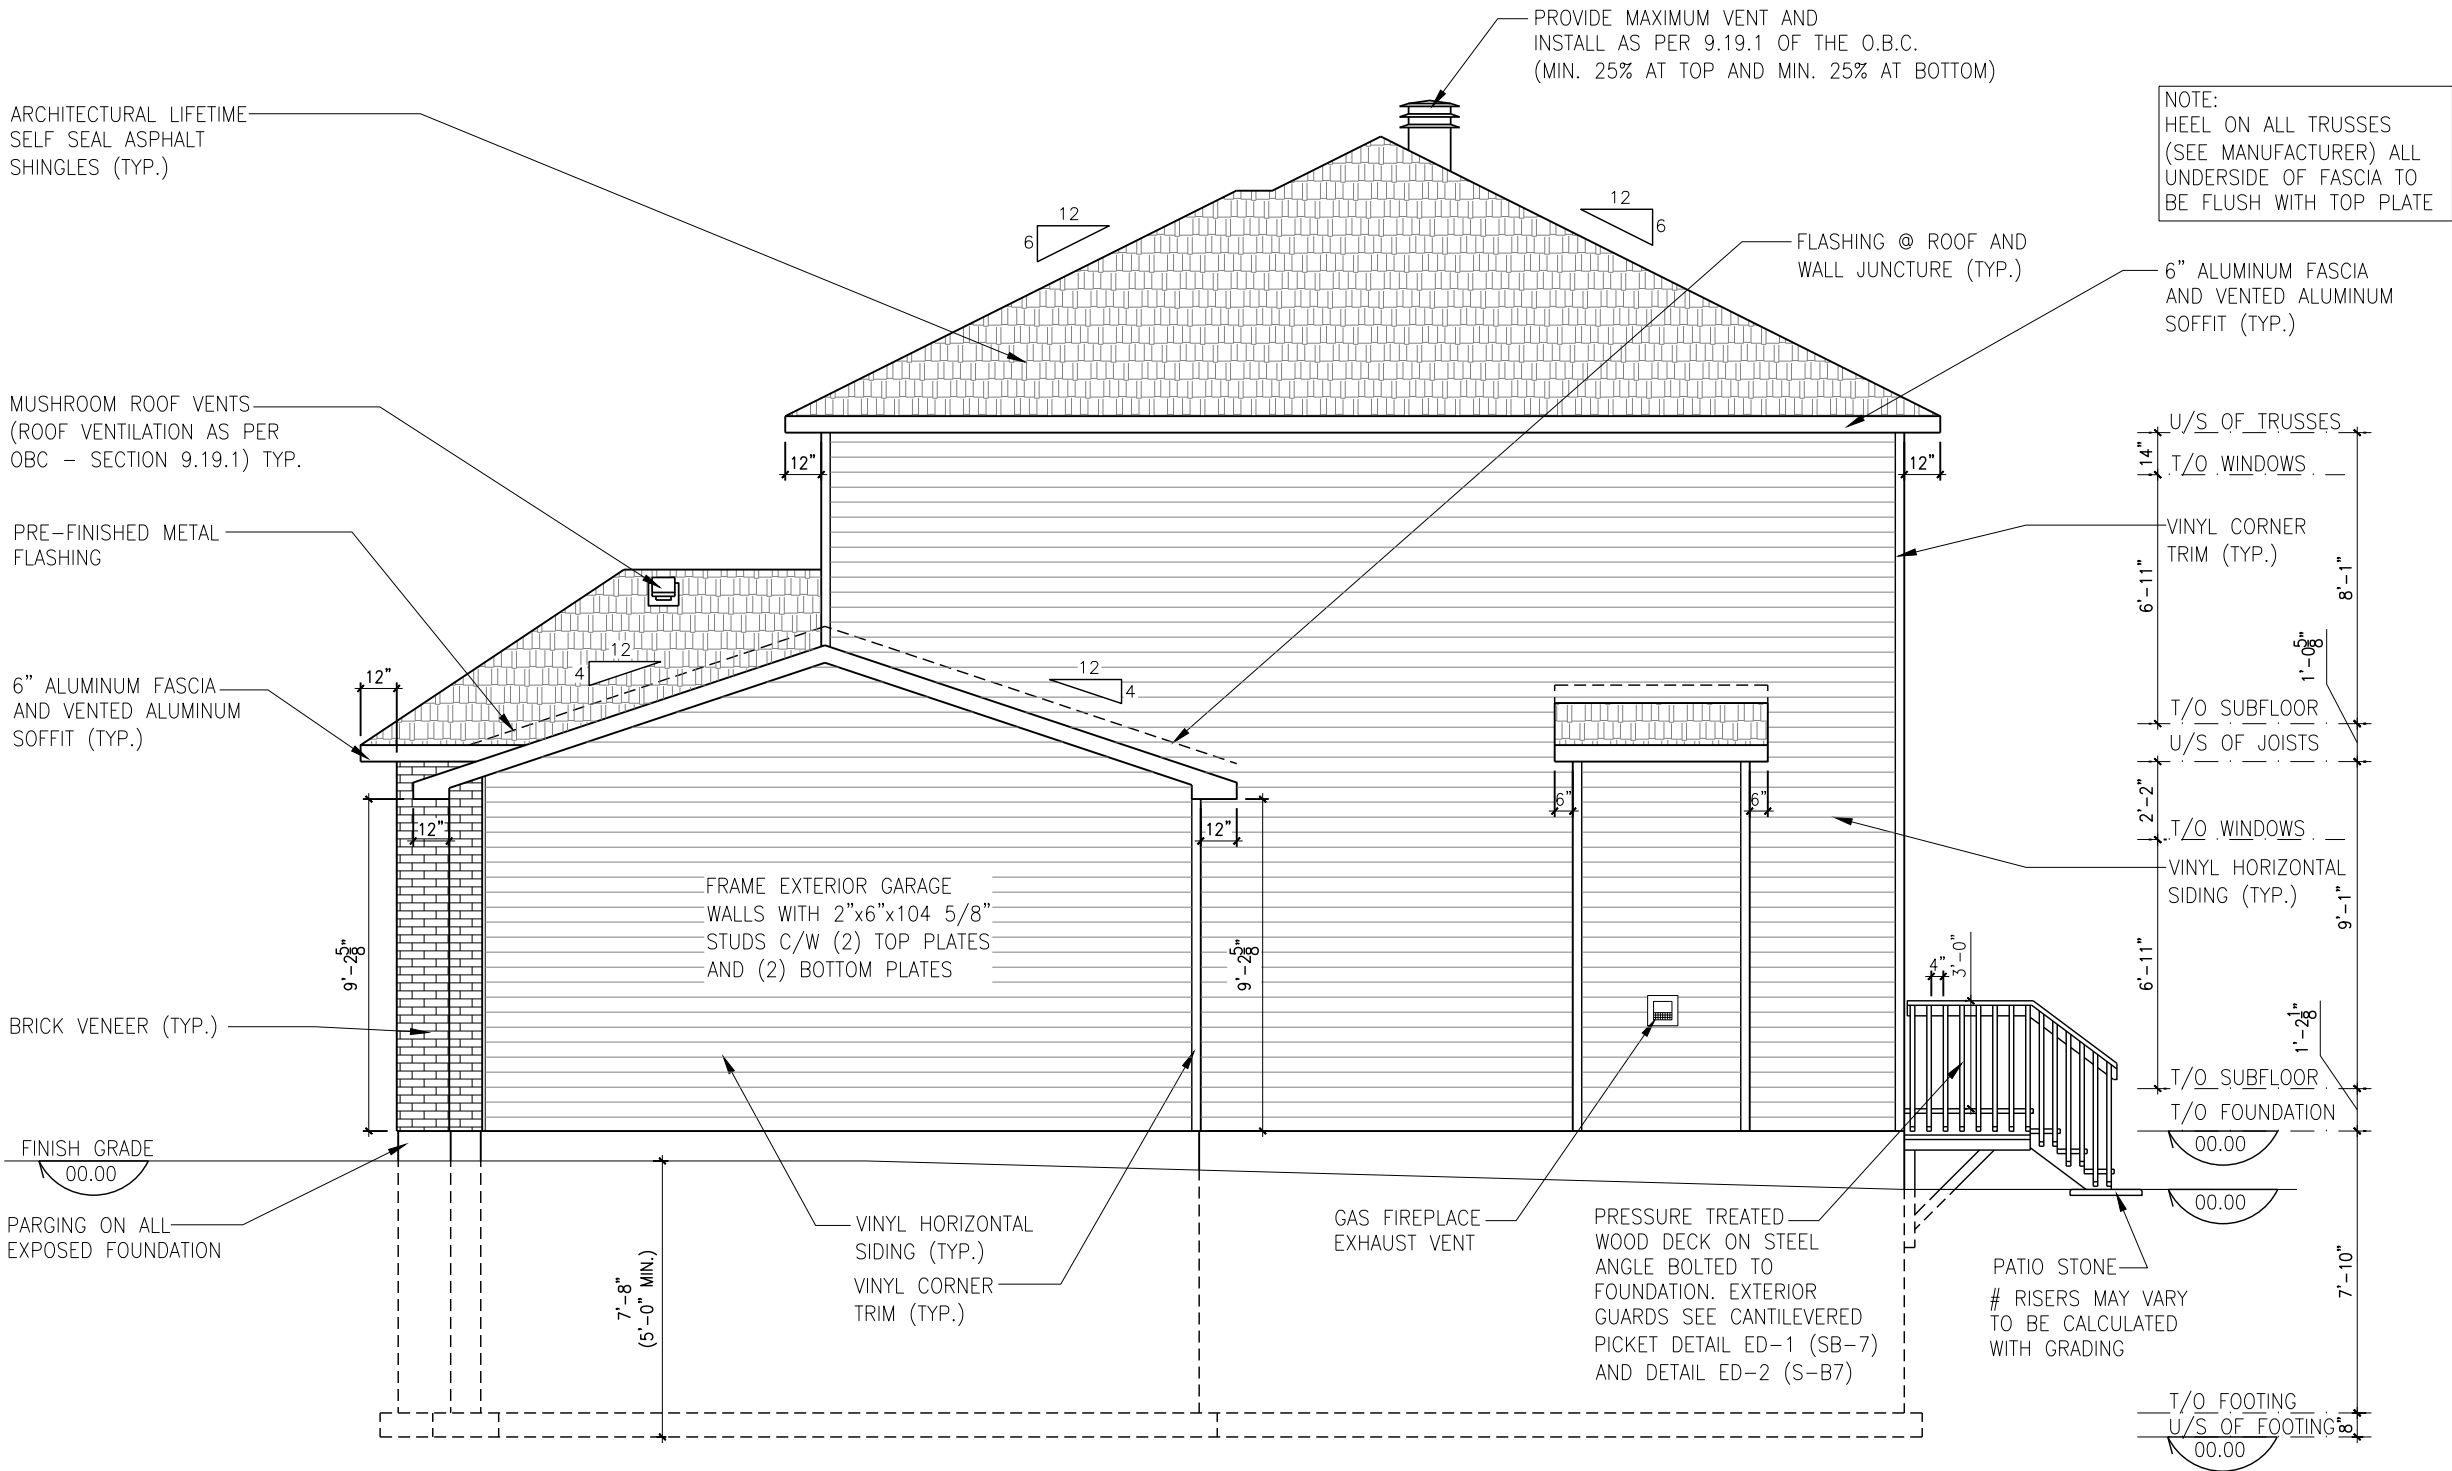 PROVIDE MAXIMUM VENT AND
INSTALL AS PER 9.19.1 OF THE O.B.C.
(MIN. 25% AT TOP AND MIN. 25% AT BOTTOM)
NOTE:
HEEL ON ALL TRUSSES
(SEE MANUFACTURER) ALL
UNDERSIDE OF FASCIA TO
BE FLUSH WITH TOP PLATE
ARCHITECTURAL LIFETIME
SELF SEAL ASPHALT
SHINGLES (TYP.)
12
6
12
6
FLASHING @ ROOF AND
WALL JUNCTURE (TYP.)
6" ALUMINUM FASCIA
AND VENTED ALUMINUM
SOFFIT (TYP.)
MUSHROOM ROOF VENTS
(ROOF VENTILATION AS PER
OBC - SECTION 9.19.1) TYP.
12"
12"
U/S OF TRUSSES
14"
T/O WINDOWS
PRE-FINISHED METAL
FLASHING
VINYL CORNER
TRIM (TYP.)
6'-11"
8'-1"
12
4
12
4
12"
6" ALUMINUM FASCIA
AND VENTED ALUMINUM
SOFFIT (TYP.)
1'-0 5/8"
T/O SUBFLOOR
U/S OF JOISTS
6"
6"
2'-2"
12"
12"
T/O WINDOWS
VINYL HORIZONTAL
SIDING (TYP.)
FRAME EXTERIOR GARAGE
WALLS WITH 2"x6"x104 5/8"
STUDS C/W (2) TOP PLATES
AND (2) BOTTOM PLATES
9'-2 5/8"
9'-2 5/8"
9'-1"
6'-11"
4"
3'-0"
BRICK VENEER (TYP.)
1'-2 1/8"
T/O SUBFLOOR
T/O FOUNDATION
00.00
FINISH GRADE
00.00
00.00
PARGING ON ALL
EXPOSED FOUNDATION
7'-8"
(5'-0" MIN.)
VINYL HORIZONTAL
SIDING (TYP.)
VINYL CORNER
TRIM (TYP.)
GAS FIREPLACE
EXHAUST VENT
PRESSURE TREATED
WOOD DECK ON STEEL
ANGLE BOLTED TO
FOUNDATION. EXTERIOR
GUARDS SEE CANTILEVERED
PICKET DETAIL ED-1 (SB-7)
AND DETAIL ED-2 (S-B7)
PATIO STONE
# RISERS MAY VARY
TO BE CALCULATED
WITH GRADING
7'-10"
T/O FOOTING
U/S OF FOOTING
8"
00.00